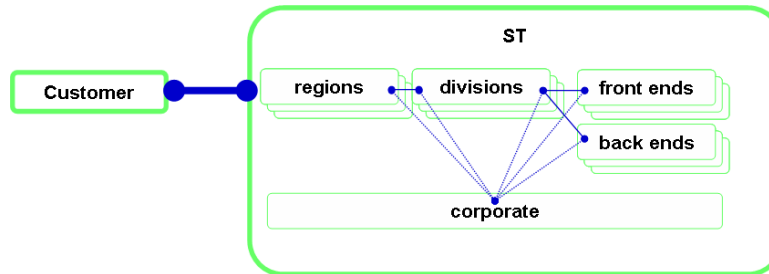 ST
Customer
regions
divisions
front ends
back ends
corporate